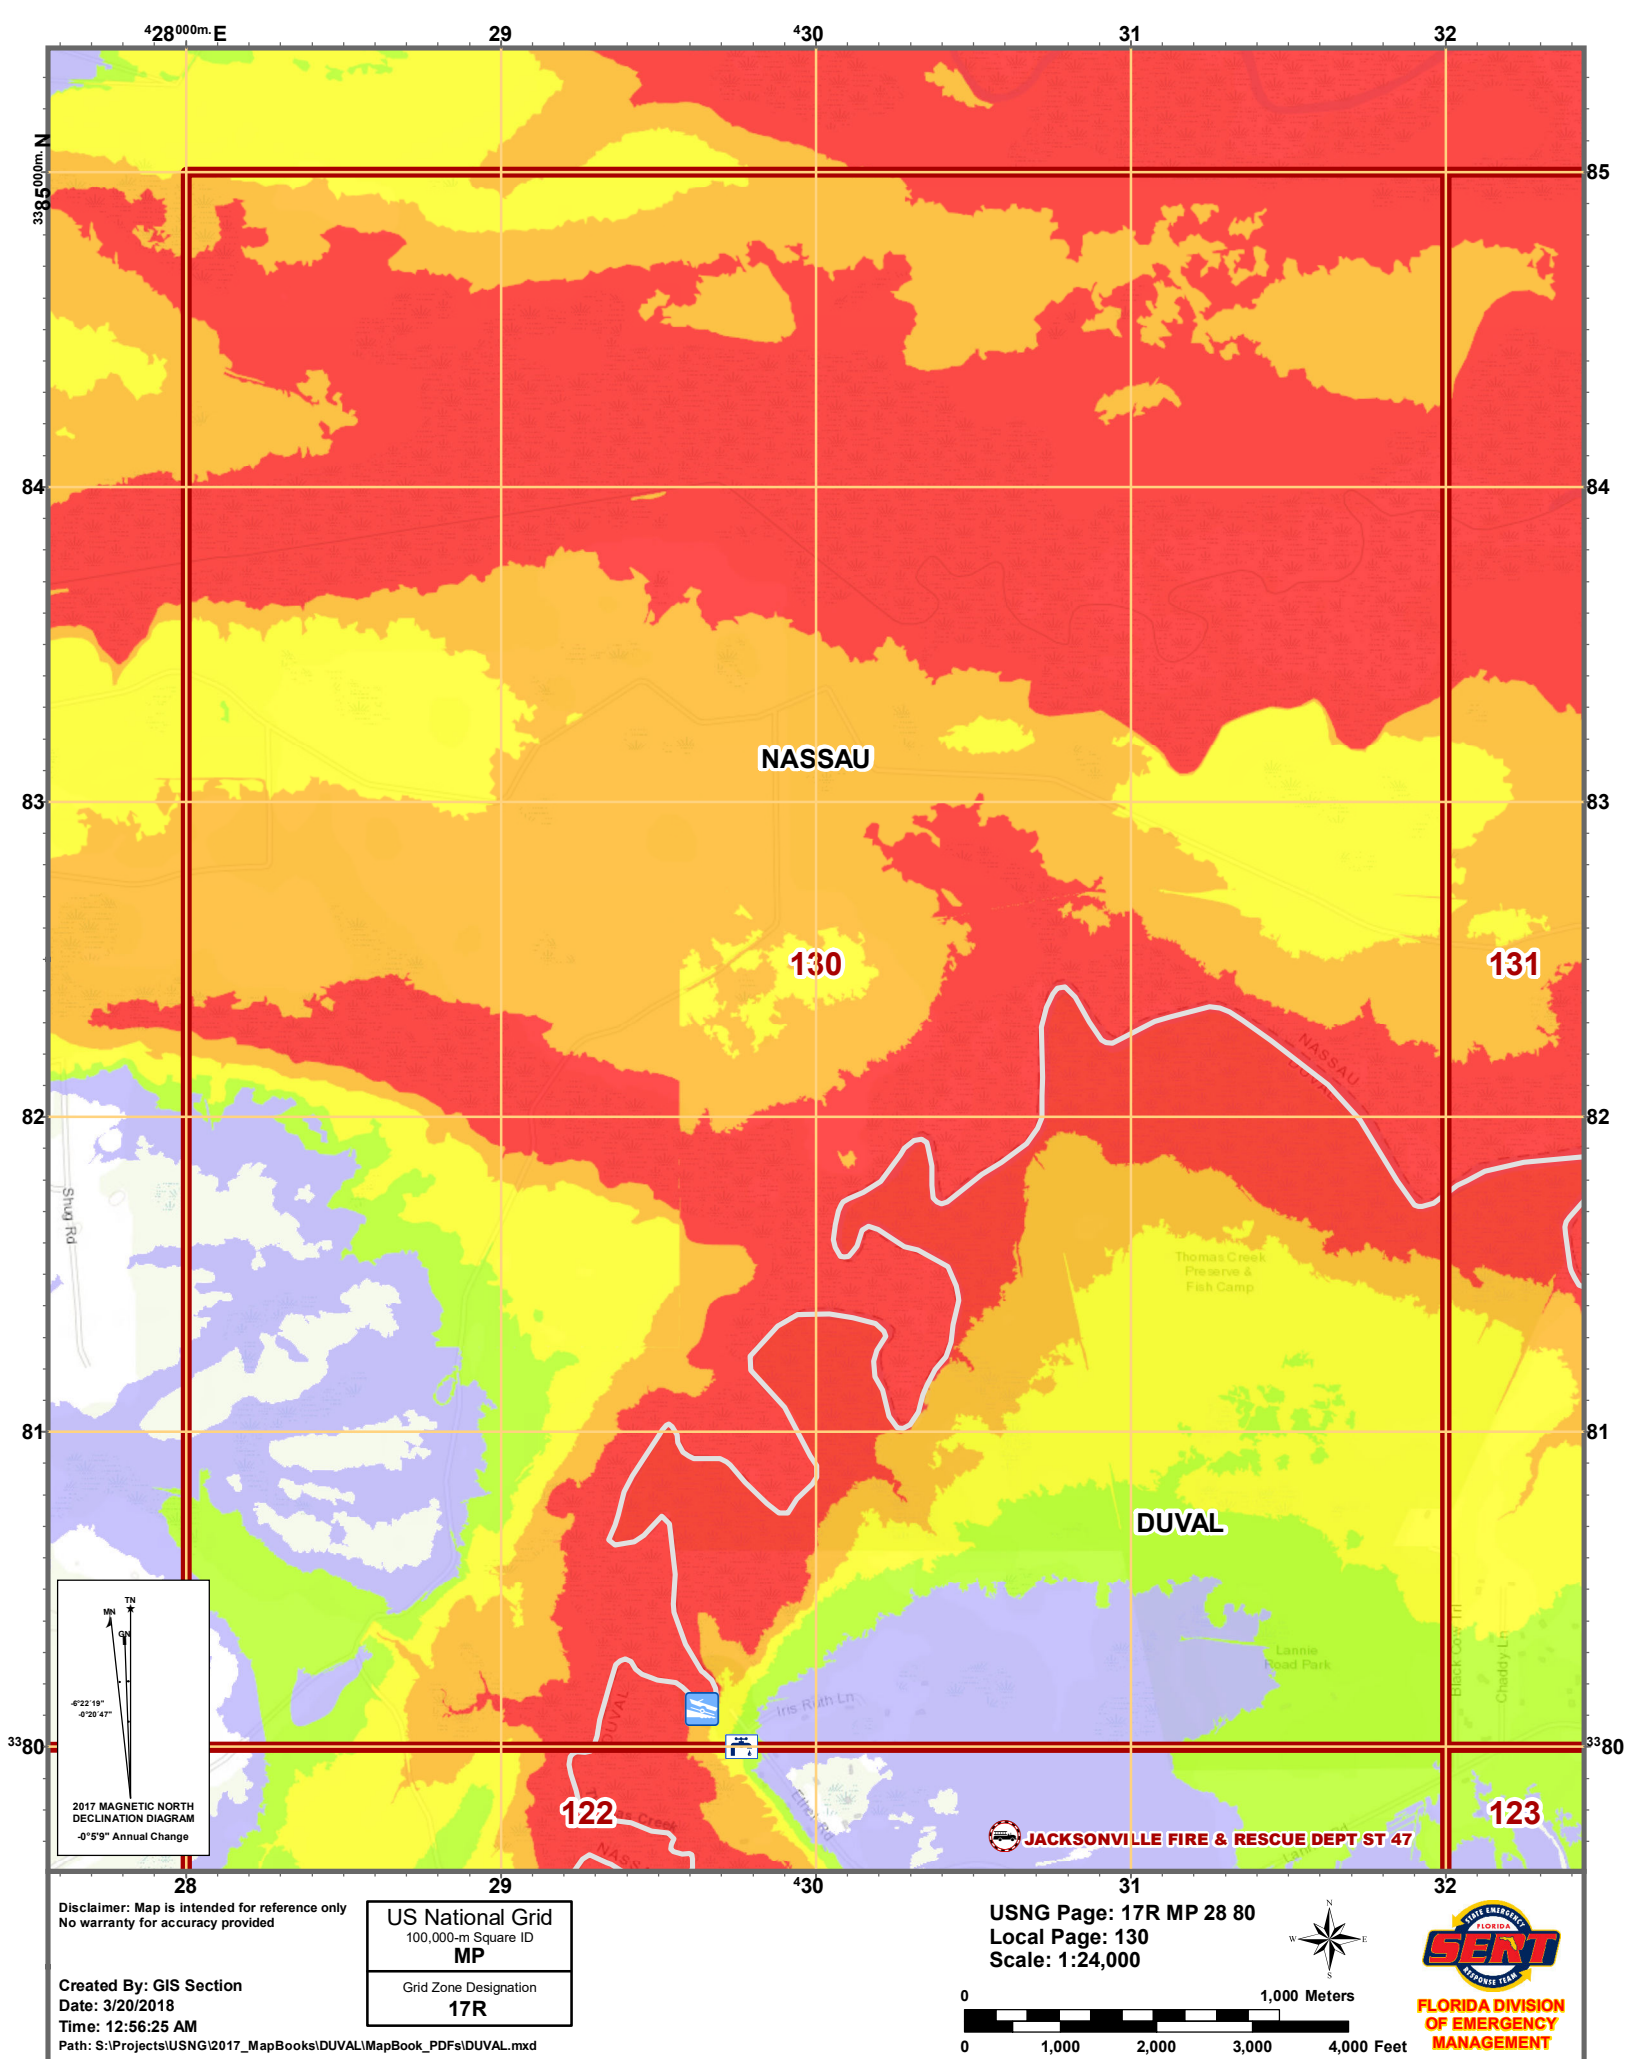 428000m.E 29 430 31 32
3385000m.N 85
84 84
NASSAU
83 83
130 131
NASSAU
DUVAL
82 82
Shug Rd
Thomas Creek
Preserve &
Fish Camp
81 81
DUVAL
TN
MN
GN
Lannie
Road Park
Black Cow Trl
Chaddy Ln
Iris Ruth Ln
DUVAL
-6°22'19"
-0°20'47"
3380 3380
2017 MAGNETIC NORTH
DECLINATION DIAGRAM
-0°5'9" Annual Change
122 123
Thomas Creek
Ethel Rd
JACKSONVILLE FIRE & RESCUE DEPT ST 47
28 29 430 31 32
Disclaimer: Map is intended for reference only
No warranty for accuracy provided
Created By: GIS Section
Date: 3/20/2018
Time: 12:56:25 AM
Path: S:\Projects\USNG\2017_MapBooks\DUVAL\MapBook_PDFs\DUVAL.mxd
US National Grid
100,000-m Square ID
MP
Grid Zone Designation
17R
USNG Page: 17R MP 28 80
Local Page: 130
Scale: 1:24,000
N
W E
S
0 1,000 Meters
0 1,000 2,000 3,000 4,000 Feet
STATE EMERGENCY
FLORIDA
SERT
RESPONSE TEAM
FLORIDA DIVISION
OF EMERGENCY
MANAGEMENT